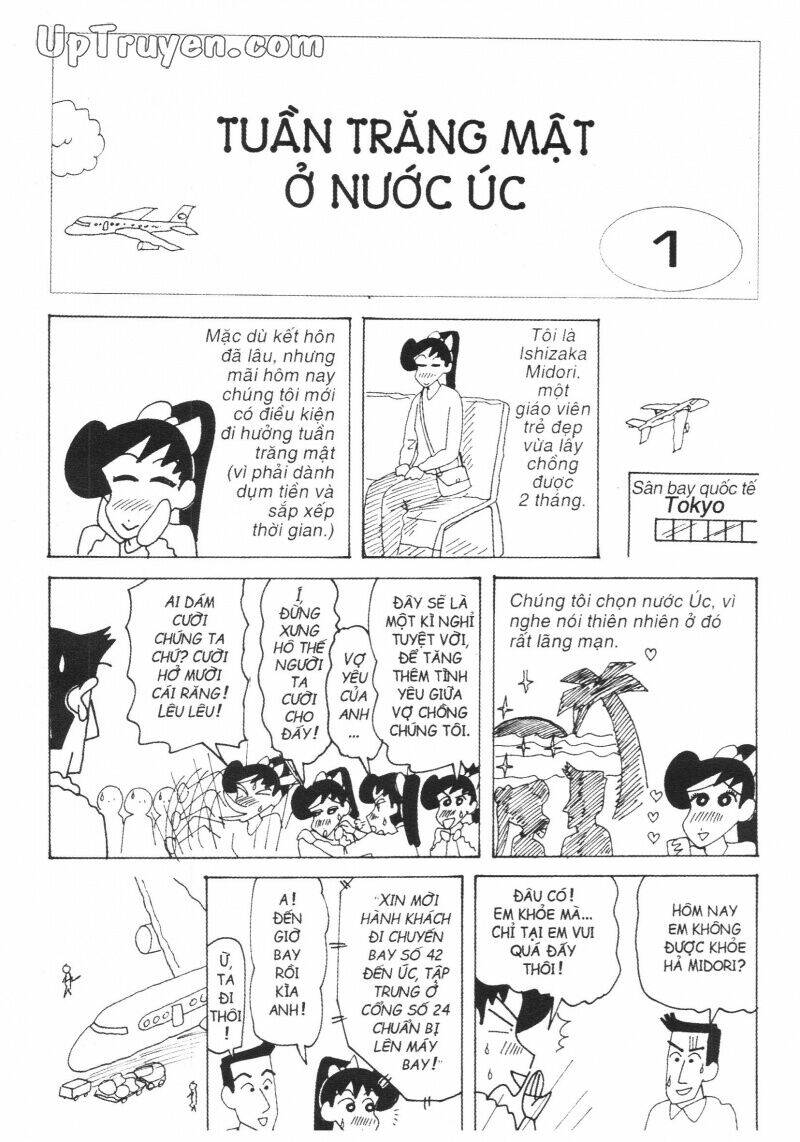 UpTruyen.com
TUẦN TRĂNG MẬT
Ở NƯỚC ÚC
1
Sân bay quốc tế
Tokyo
Tôi là
Ishizaka
Midori.
một
giáo viên
trẻ đẹp
vừa lấy
chồng
được
2 tháng.
Mặc dù kết hôn
đã lâu, nhưng
mãi hôm nay
chúng tôi mới
có điều kiện
đi hưởng tuần
trăng mật
(vì phải dành
dụm tiền và
sắp xếp
thời gian.)
Chúng tôi chọn nước Úc, vì
nghe nói thiên nhiên ở đó
rất lãng mạn.
ĐÂY SẼ LÀ
MỘT KÌ NGHỈ
TUYỆT VỜI,
ĐỂ TĂNG
THÊM TÌNH
YÊU GIỮA
VỢ CHỒNG
CHÚNG TÔI.
VỢ
YÊU CỦA
ANH
...
Í,
ĐỪNG
XƯNG
HÔ THẾ
NGƯỜI
TA
CƯỜI
CHO
ĐẤY!
AI DÁM
CƯỜI
CHÚNG TA
CHỨ? CƯỜI
HỞ MƯỜI
CÁI RĂNG!
LÊU LÊU!
HÔM NAY
EM KHÔNG
ĐƯỢC KHỎE
HẢ MIDORI?
ĐÂU CÓ!
EM KHỎE MÀ...
CHỈ TẠI EM VUI
QUÁ ĐẤY
THÔI!
"XIN MỜI
HÀNH KHÁCH
ĐI CHUYẾN
BAY SỐ 42
ĐẾN ÚC, TẬP
TRUNG Ở
CỔNG SỐ 24
CHUẨN BỊ
LÊN MÁY
BAY!"
A!
ĐẾN
GIỜ
BAY
RỒI
KÌA
ANH!
Ừ,
TA
ĐI
THÔI!